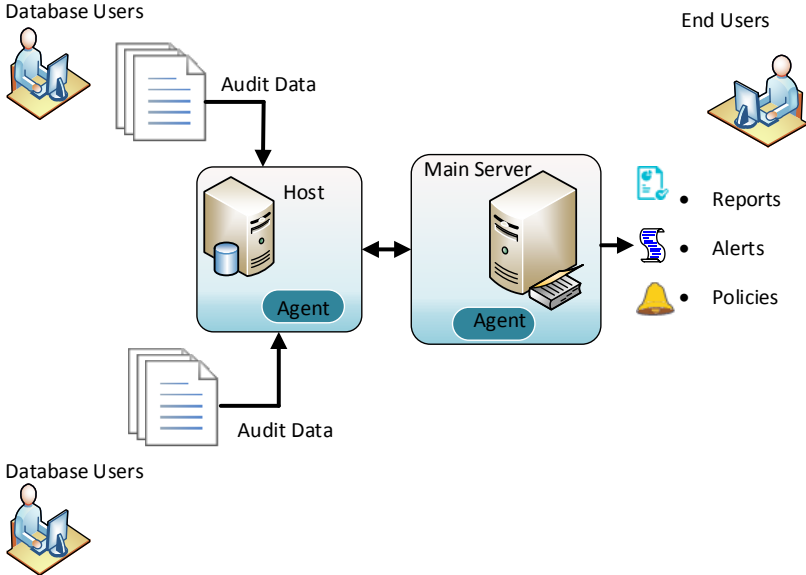 Database Users
End Users
Audit Data
Host
Main Server
• Reports
• Alerts
• Policies
Agent
Agent
Audit Data
Database Users